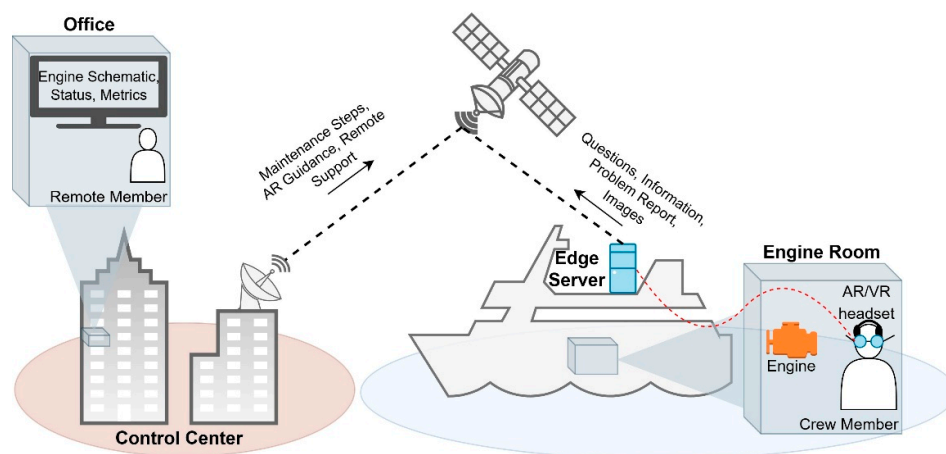 Office
Engine Schematic,
Status, Metrics
Remote Member
Maintenance Steps,
AR Guidance, Remote
Support
Questions, Information,
Problem Report,
Images
Edge
Server
Engine Room
AR/VR
headset
Engine
Crew Member
Control Center